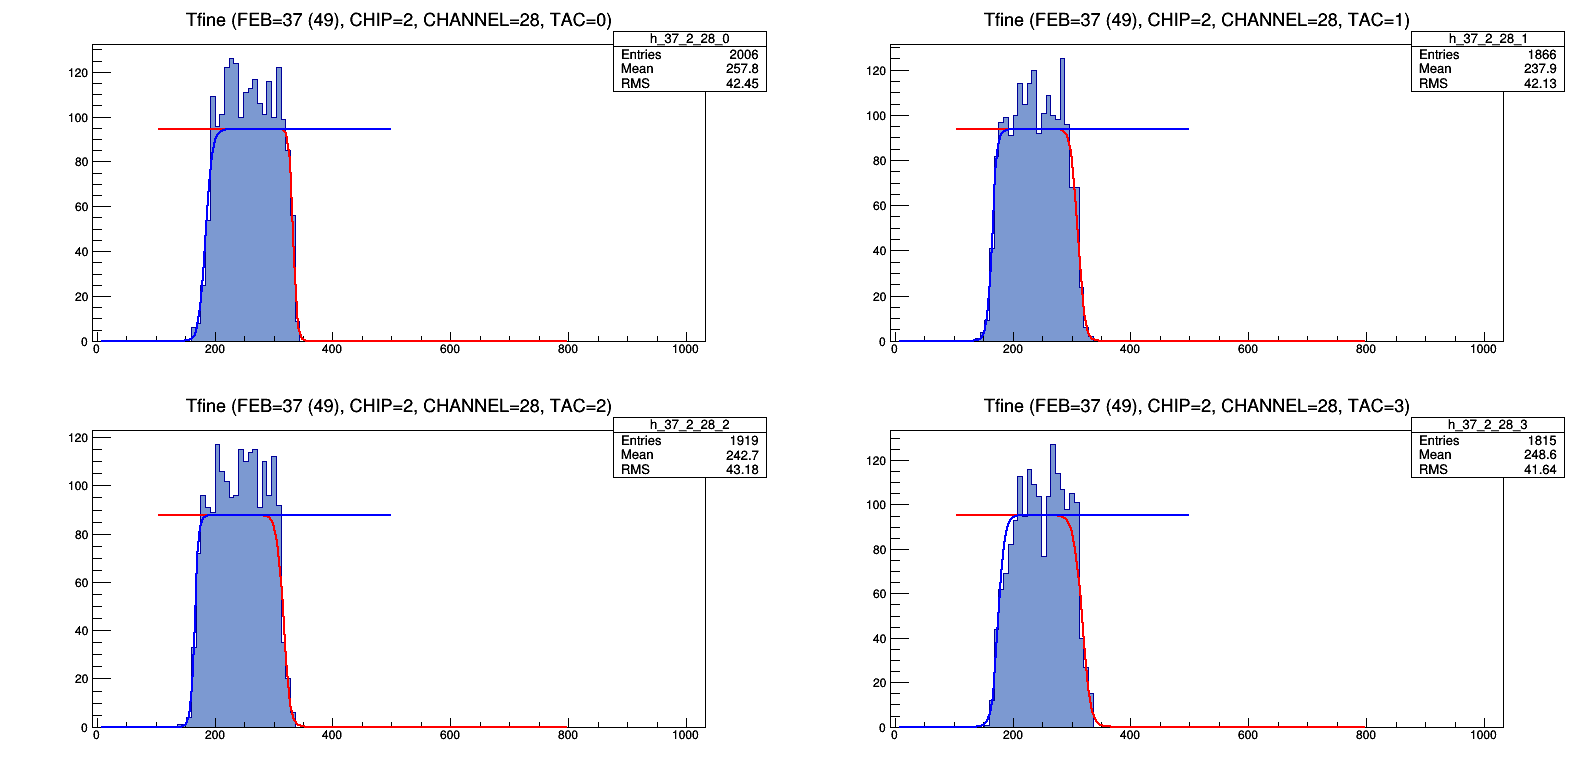 Tfine (FEB=37 (49), CHIP=2, CHANNEL=28, TAC=0)
h_37_2_28_0
Entries 2006
Mean 257.8
RMS 42.45
120
100
80
60
40
20
0
0 200 400 600 800 1000
Tfine (FEB=37 (49), CHIP=2, CHANNEL=28, TAC=1)
h_37_2_28_1
Entries 1866
Mean 237.9
RMS 42.13
120
100
80
60
40
20
0
0 200 400 600 800 1000
Tfine (FEB=37 (49), CHIP=2, CHANNEL=28, TAC=2)
h_37_2_28_2
Entries 1919
Mean 242.7
RMS 43.18
120
100
80
60
40
20
0
0 200 400 600 800 1000
Tfine (FEB=37 (49), CHIP=2, CHANNEL=28, TAC=3)
h_37_2_28_3
Entries 1815
Mean 248.6
RMS 41.64
120
100
80
60
40
20
0
0 200 400 600 800 1000